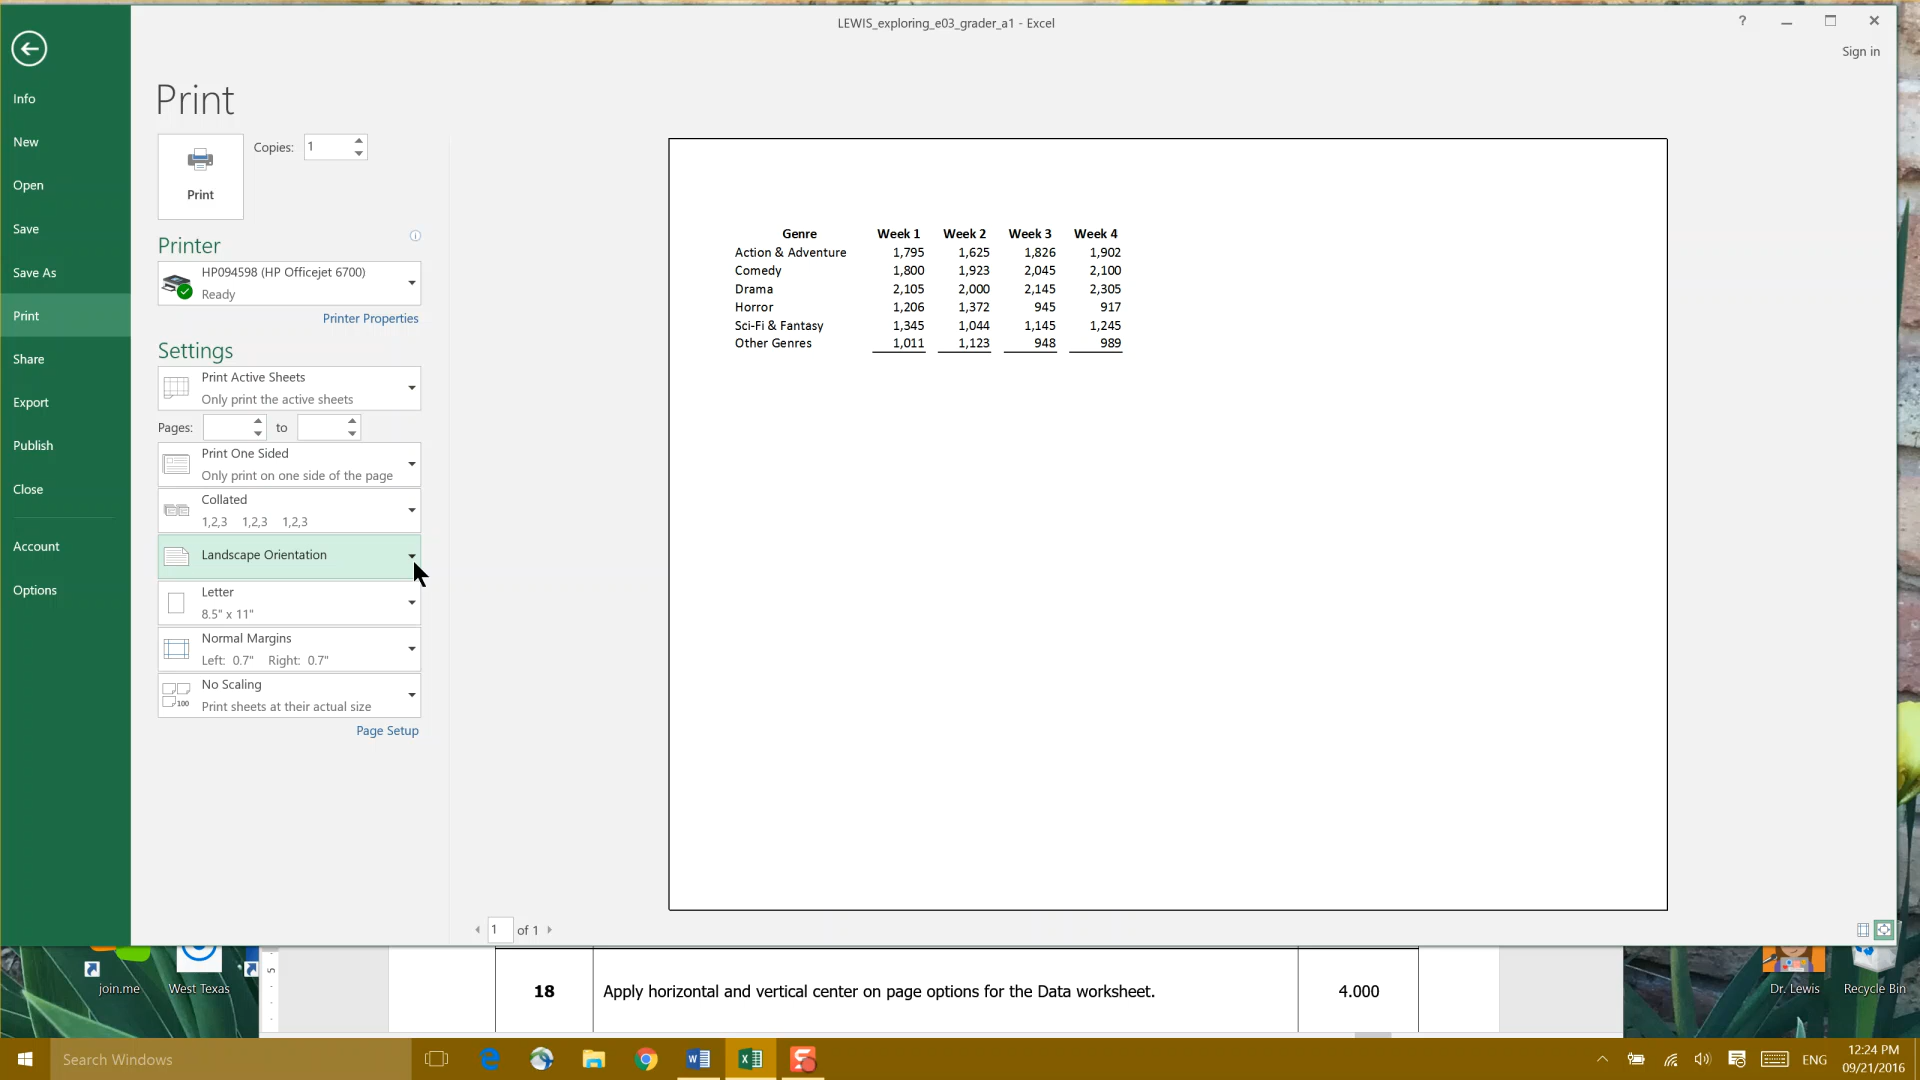 LEWIS_exploring_e03_grader_a1 - Excel
?
Sign in
Info
New
Open
Save
Save As
Print
Share
Export
Publish
Close
Account
Options
Print
Print
Copies: 1
Printer
HP094598 (HP Officejet 6700)
Ready
Printer Properties
Settings
Print Active Sheets
Only print the active sheets
Pages: to
Print One Sided
Only print on one side of the page
Collated
1,2,3 1,2,3 1,2,3
Landscape Orientation
Letter
8.5" x 11"
Normal Margins
Left: 0.7" Right: 0.7"
No Scaling
100
Print sheets at their actual size
Page Setup
Genre Week 1 Week 2 Week 3 Week 4
Action & Adventure 1,795 1,625 1,826 1,902
Comedy 1,800 1,923 2,045 2,100
Drama 2,105 2,000 2,145 2,305
Horror 1,206 1,372 945 917
Sci-Fi & Fantasy 1,345 1,044 1,145 1,245
Other Genres 1,011 1,123 948 989
1 of 1
join.me
West Texas
5
18 Apply horizontal and vertical center on page options for the Data worksheet. 4.000
Dr. Lewis
Recycle Bin
Search Windows
ENG
12:24 PM
09/21/2016